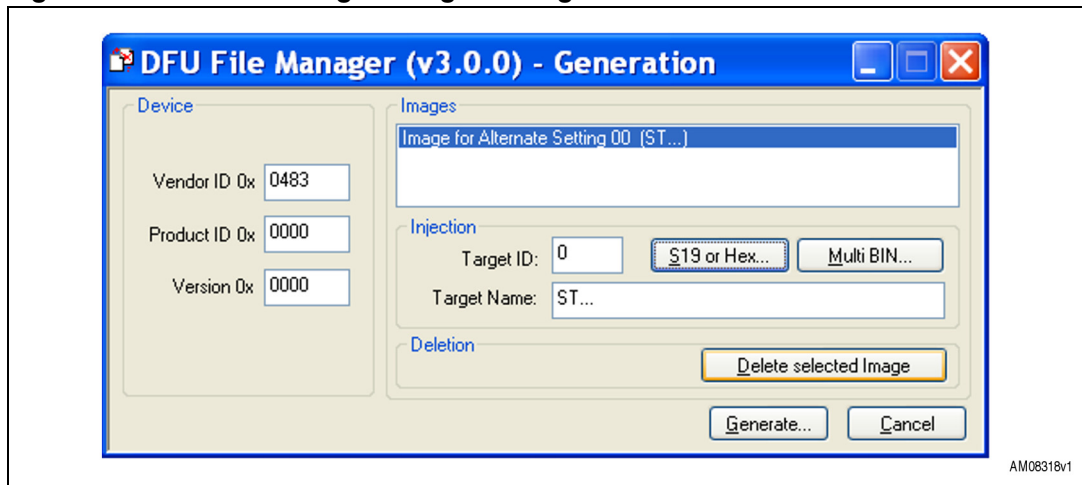 DFU File Manager (v3.0.0) - Generation
Device
Vendor ID 0x 0483
Product ID 0x 0000
Version 0x 0000
Images
Image for Alternate Setting 00 (ST...)
Injection
Target ID: 0 S19 or Hex... Multi BIN...
Target Name: ST...
Deletion
Delete selected Image
Generate... Cancel
AM08318v1